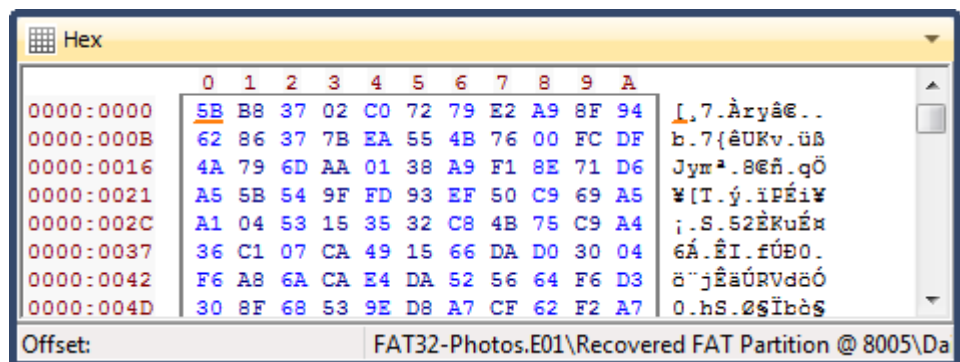 Hex
0 1 2 3 4 5 6 7 8 9 A
0000:0000 5B B8 37 02 C0 72 79 E2 A9 8F 94 [¸7.Àryâ©..
0000:000B 62 86 37 7B EA 55 4B 76 00 FC DF b.7{êUKv.üß
0000:0016 4A 79 6D AA 01 38 A9 F1 8E 71 D6 Jymª.8©ñ.qÖ
0000:0021 A5 5B 54 9F FD 93 EF 50 C9 69 A5 ¥[T.ý.ïPÉi¥
0000:002C A1 04 53 15 35 32 C8 4B 75 C9 A4 ¡.S.52ÈKuɤ
0000:0037 36 C1 07 CA 49 15 66 DA D0 30 04 6Á.ÊI.fÚÐ0.
0000:0042 F6 A8 6A CA E4 DA 52 56 64 F6 D3 ö¨jÊäÚRVdöÓ
0000:004D 30 8F 68 53 9E D8 A7 CF 62 F2 A7 0.hS.اÏbò§
Offset: FAT32-Photos.E01\Recovered FAT Partition @ 8005\Da